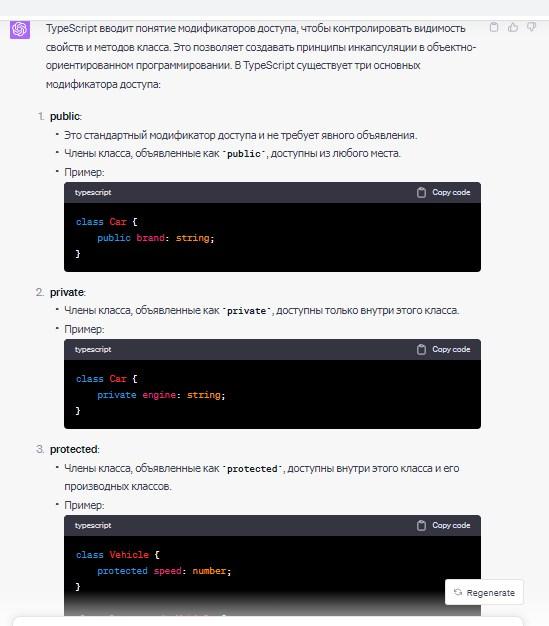 TypeScript вводит понятие модификаторов доступа, чтобы контролировать видимость
свойств и методов класса. Это позволяет создавать принципы инкапсуляции в объектно-
ориентированном программировании. В TypeScript существует три основных
модификатора доступа:
1. public:
• Это стандартный модификатор доступа и не требует явного объявления.
• Члены класса, объявленные как `public`, доступны из любого места.
• Пример:
typescript Copy code
class Car {
public brand: string;
}
2. private:
• Члены класса, объявленные как `private`, доступны только внутри этого класса.
• Пример:
typescript Copy code
class Car {
private engine: string;
}
3. protected:
• Члены класса, объявленные как `protected`, доступны внутри этого класса и его
производных классов.
• Пример:
typescript Copy code
class Vehicle {
protected speed: number;
}
Regenerate